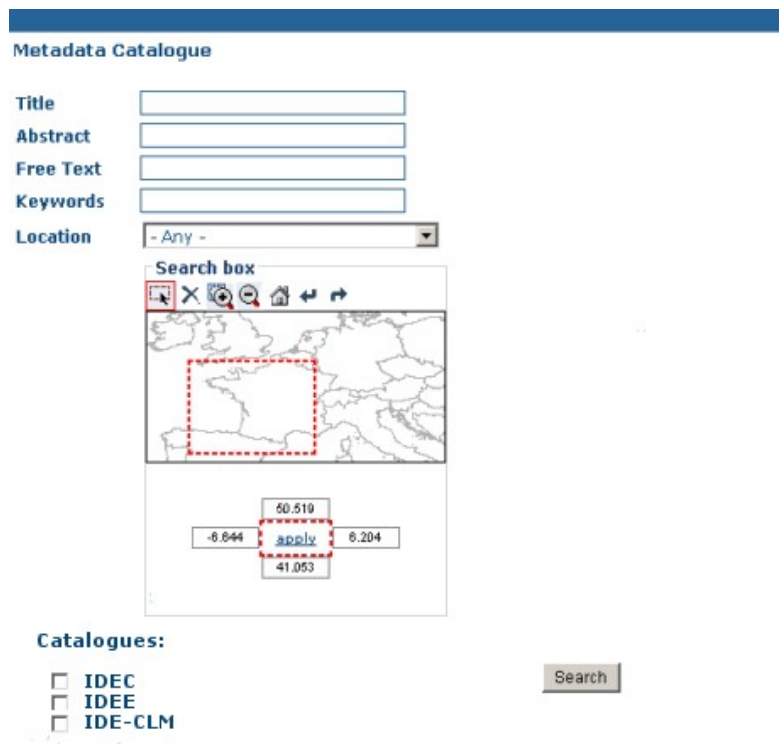 Metadata Catalogue
Title
Abstract
Free Text
Keywords
Location - Any -
Search box
50.519
-6.644 apply 6.204
41.053
Catalogues:
IDEC
IDEE
IDE-CLM
Search